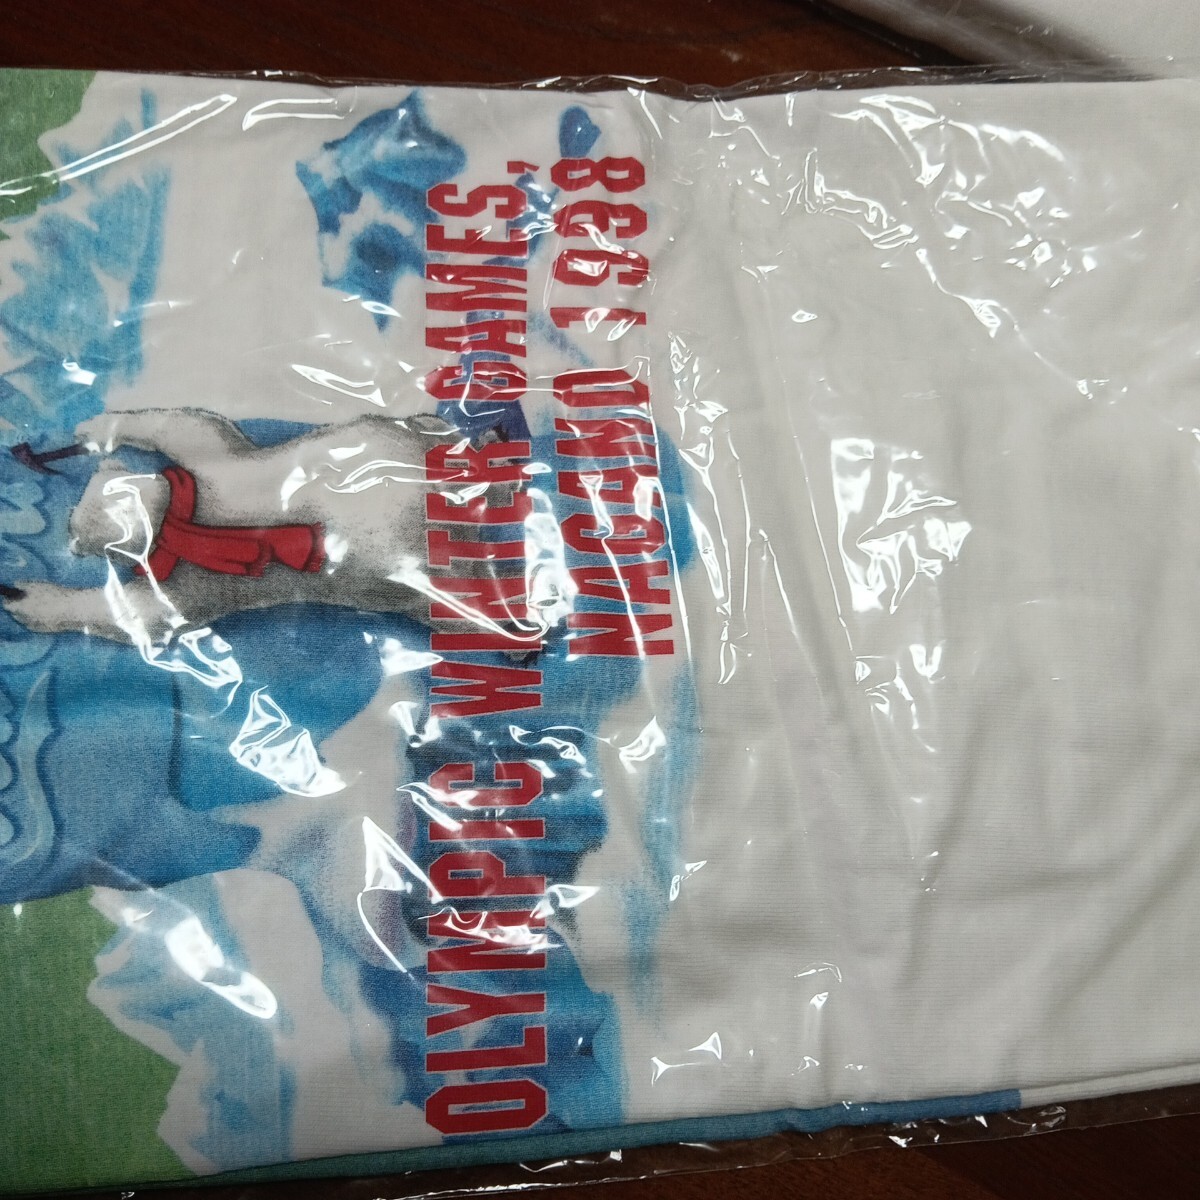 OLYMPIC WINTER GAMES,
NAGANO 1998